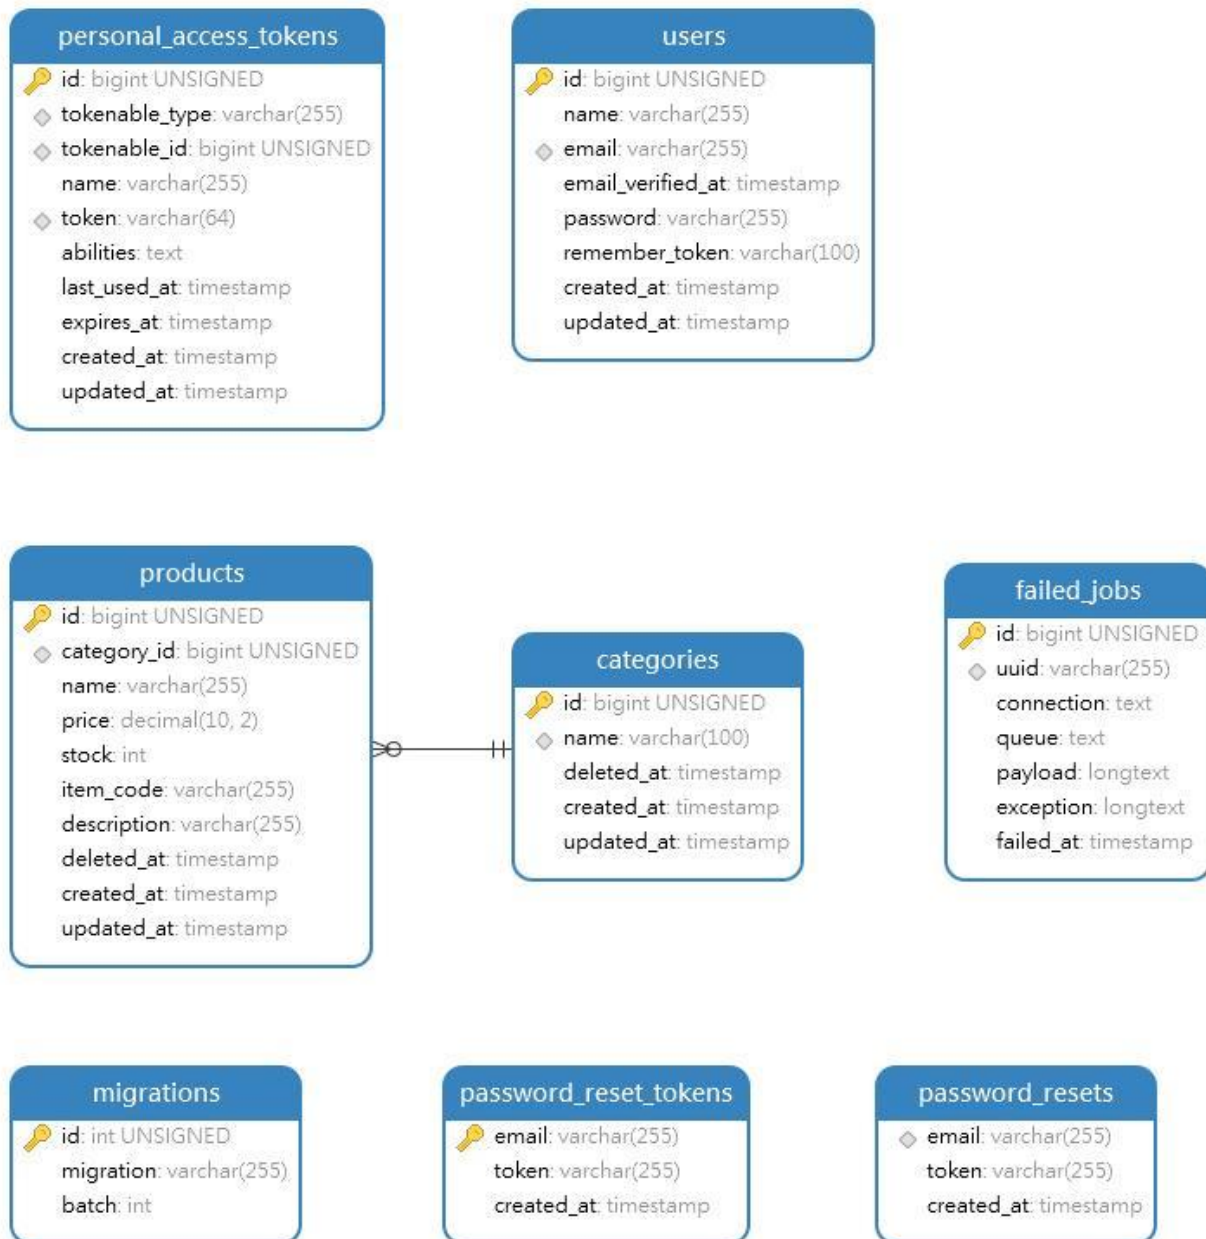 personal_access_tokens
id: bigint UNSIGNED
tokenable_type: varchar(255)
tokenable_id: bigint UNSIGNED
name: varchar(255)
token: varchar(64)
abilities: text
last_used_at: timestamp
expires_at: timestamp
created_at: timestamp
updated_at: timestamp
users
id: bigint UNSIGNED
name: varchar(255)
email: varchar(255)
email_verified_at: timestamp
password: varchar(255)
remember_token: varchar(100)
created_at: timestamp
updated_at: timestamp
products
id: bigint UNSIGNED
category_id: bigint UNSIGNED
name: varchar(255)
price: decimal(10, 2)
stock: int
item_code: varchar(255)
description: varchar(255)
deleted_at: timestamp
created_at: timestamp
updated_at: timestamp
categories
id: bigint UNSIGNED
name: varchar(100)
deleted_at: timestamp
created_at: timestamp
updated_at: timestamp
failed_jobs
id: bigint UNSIGNED
uuid: varchar(255)
connection: text
queue: text
payload: longtext
exception: longtext
failed_at: timestamp
migrations
id: int UNSIGNED
migration: varchar(255)
batch: int
password_reset_tokens
email: varchar(255)
token: varchar(255)
created_at: timestamp
password_resets
email: varchar(255)
token: varchar(255)
created_at: timestamp